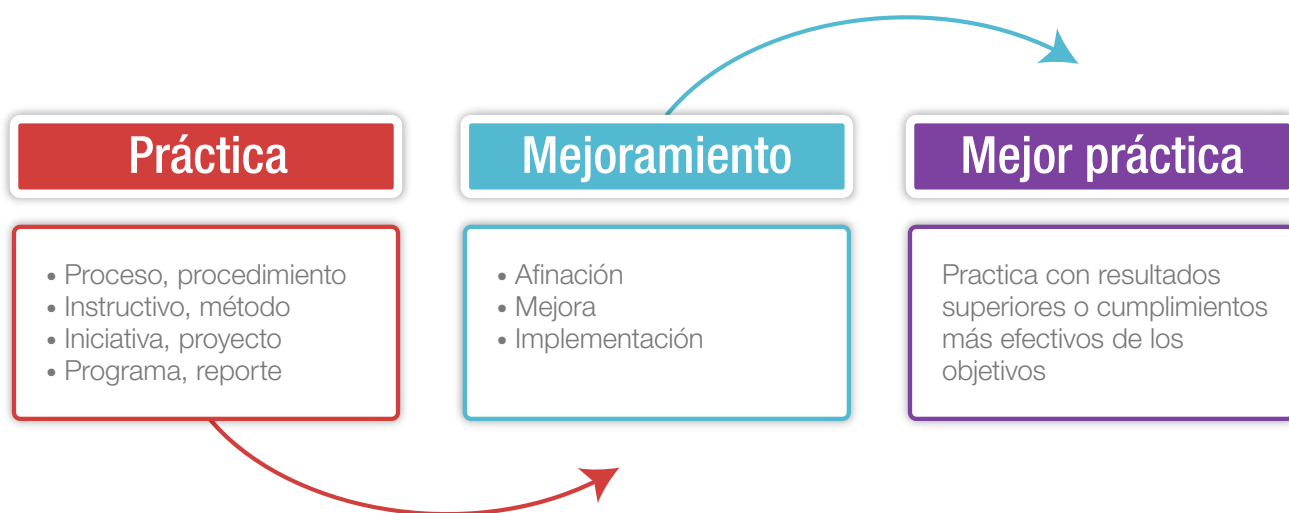 Práctica
• Proceso, procedimiento
• Instructivo, método
• Iniciativa, proyecto
• Programa, reporte
Mejoramiento
• Afinación
• Mejora
• Implementación
Mejor práctica
Practica con resultados
superiores o cumplimientos
más efectivos de los
objetivos